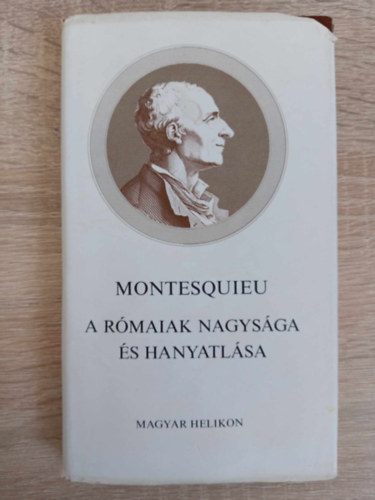 MONTESQUIEU
A RÓMAIAK NAGYSÁGA
ÉS HANYATLÁSA
MAGYAR HELIKON